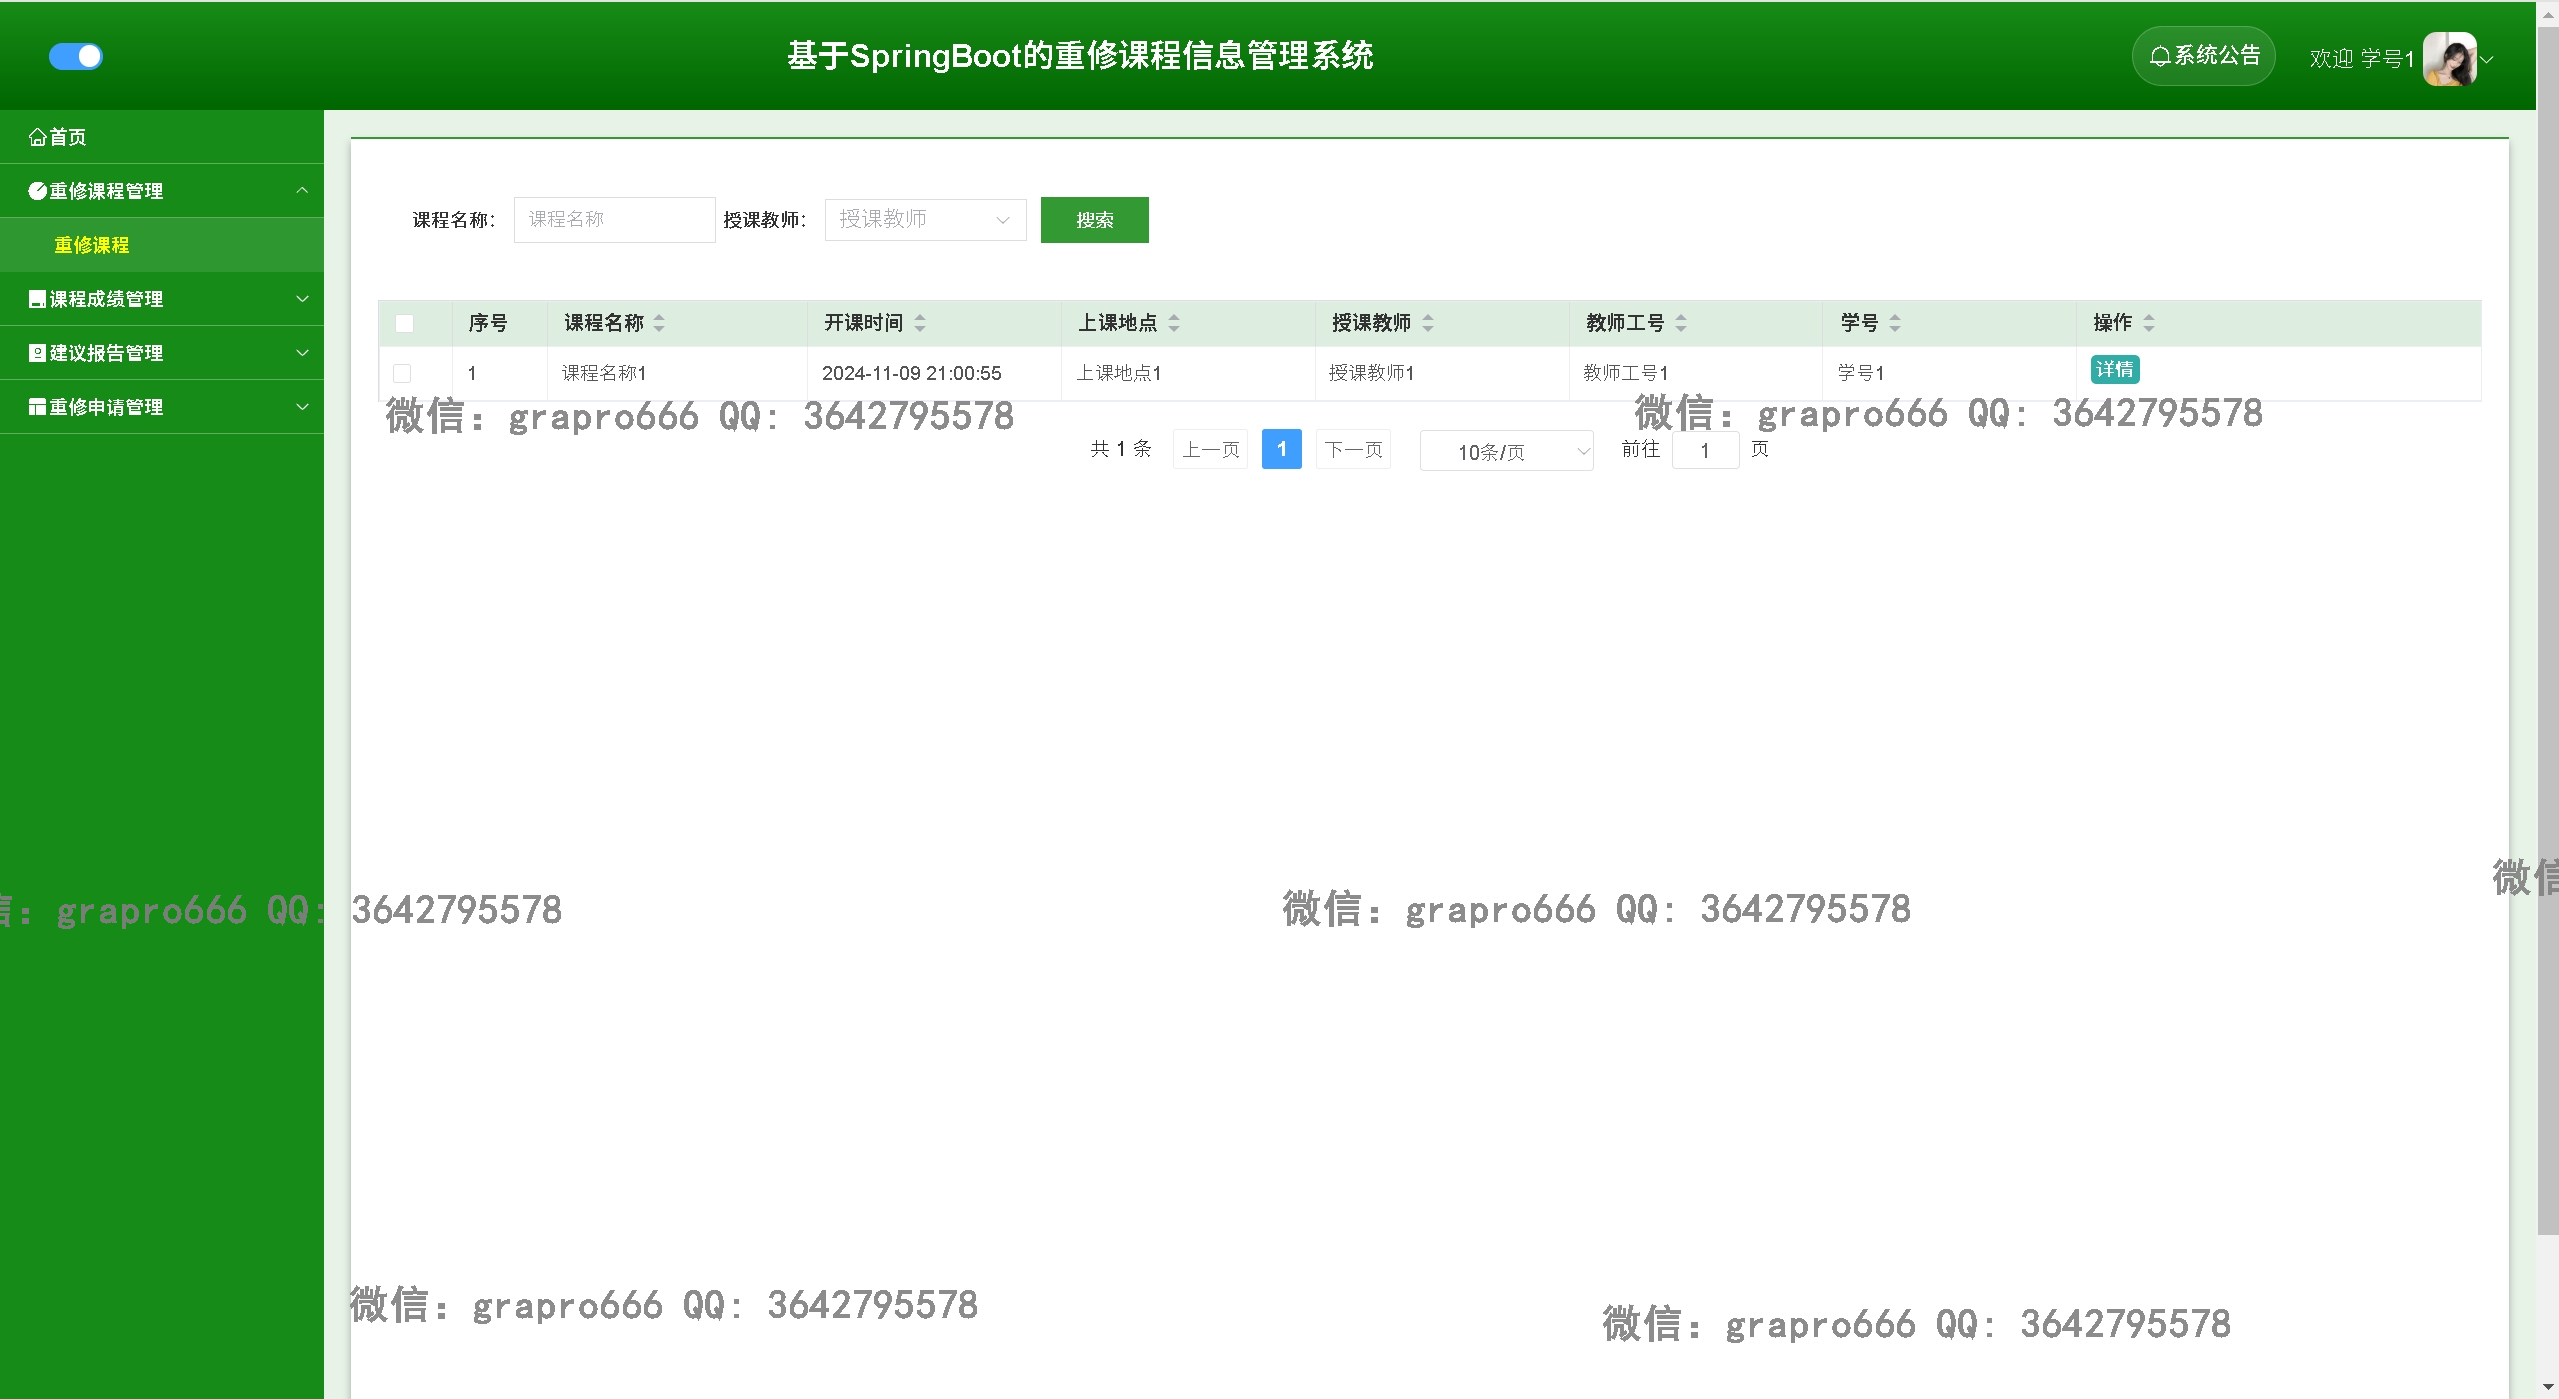 基于SpringBoot的重修课程信息管理系统
系统公告
欢迎 学号1
首页
重修课程管理
重修课程
课程成绩管理
建议报告管理
重修申请管理
课程名称： 课程名称 授课教师： 授课教师 搜索
序号 课程名称 开课时间 上课地点 授课教师 教师工号 学号 操作
1 课程名称1 2024-11-09 21:00:55 上课地点1 授课教师1 教师工号1 学号1 详情
微信：grapro666 QQ: 3642795578
微信：grapro666 QQ: 3642795578
共 1 条 上一页 1 下一页 10条/页 前往 1 页
信：grapro666 QQ: 3642795578
微信：grapro666 QQ: 3642795578
微信
微信：grapro666 QQ: 3642795578
微信：grapro666 QQ: 3642795578